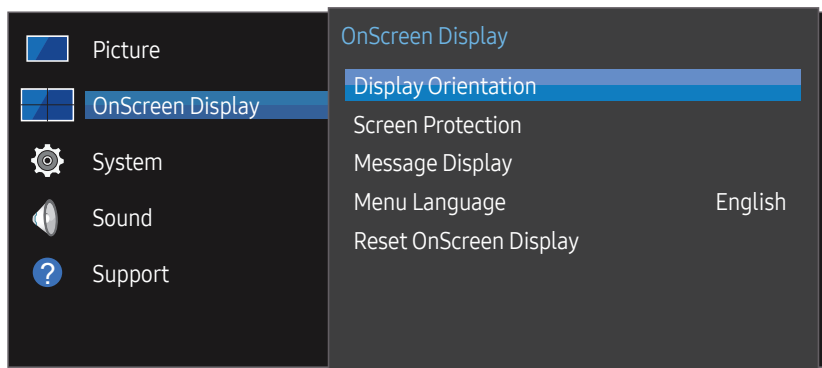 Picture
OnScreen Display
System
Sound
?
Support
OnScreen Display
Display Orientation
Screen Protection
Message Display
Menu Language English
Reset OnScreen Display